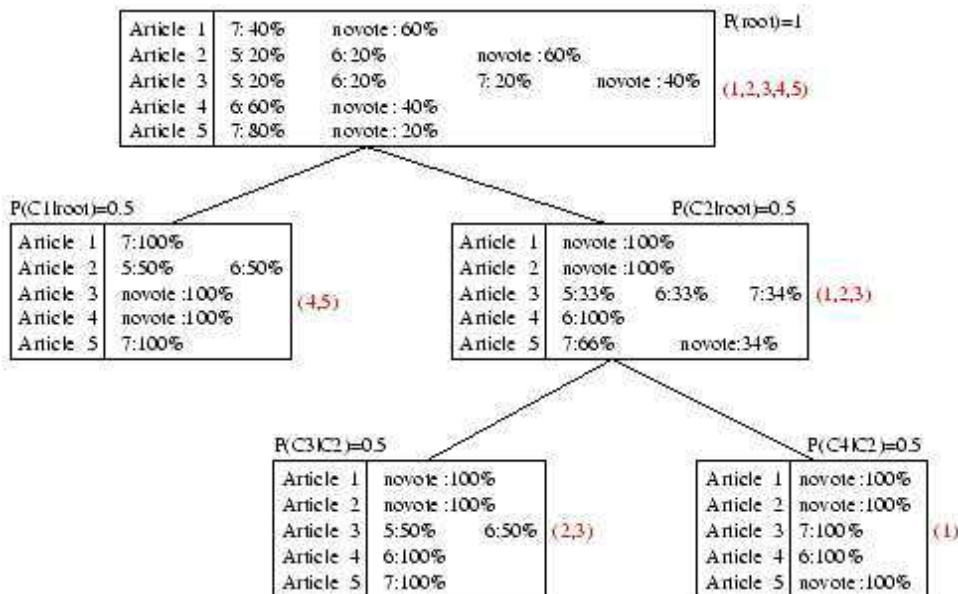 P(root)=1
Article 1 7:40% novote:60%
Article 2 5:20% 6:20% novote:60%
Article 3 5:20% 6:20% 7:20% novote:40%
(1,2,3,4,5)
Article 4 6:60% novote:40%
Article 5 7:80% novote:20%
P(C1|root)=0.5
Article 1 7:100%
Article 2 5:50% 6:50%
Article 3 novote:100%
(4,5)
Article 4 novote:100%
Article 5 7:100%
P(C2|root)=0.5
Article 1 novote:100%
Article 2 novote:100%
Article 3 5:33% 6:33% 7:34%
(1,2,3)
Article 4 6:100%
Article 5 7:66% novote:34%
P(C3|C2)=0.5
Article 1 novote:100%
Article 2 novote:100%
Article 3 5:50% 6:50%
(2,3)
Article 4 6:100%
Article 5 7:100%
P(C4|C2)=0.5
Article 1 novote:100%
Article 2 novote:100%
Article 3 7:100%
(1)
Article 4 6:100%
Article 5 novote:100%